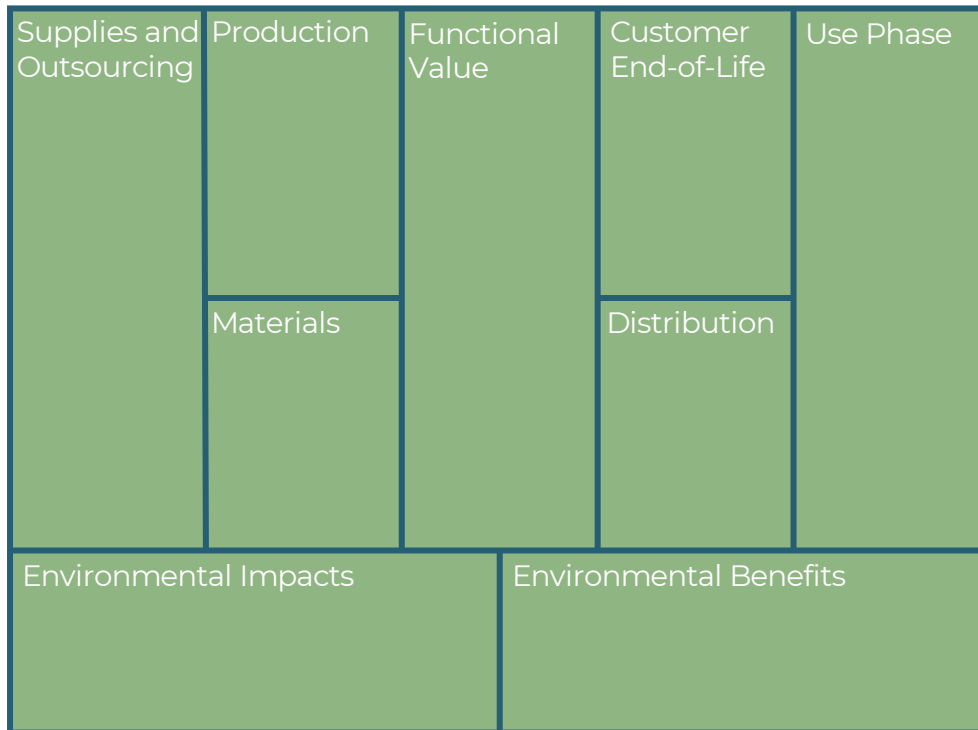 Supplies and
Outsourcing
Production
Functional
Value
Customer
End-of-Life
Use Phase
Materials
Distribution
Environmental Impacts
Environmental Benefits